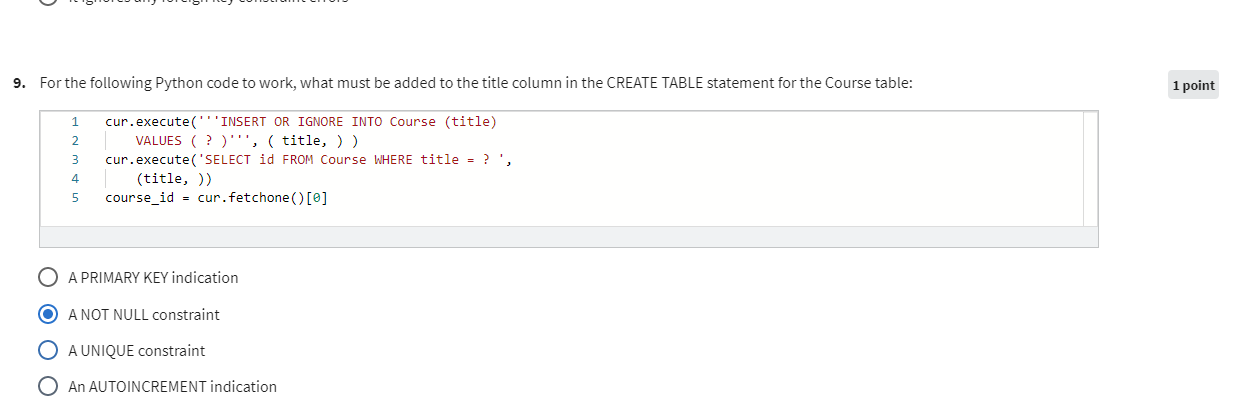 9. For the following Python code to work, what must be added to the title column in the CREATE TABLE statement for the Course table:
1 point
1 cur.execute('''INSERT OR IGNORE INTO Course (title)
2 VALUES ( ? )''', ( title, ) )
3 cur.execute('SELECT id FROM Course WHERE title = ? ',
4 (title, ))
5 course_id = cur.fetchone()[0]
A PRIMARY KEY indication
A NOT NULL constraint
A UNIQUE constraint
An AUTOINCREMENT indication